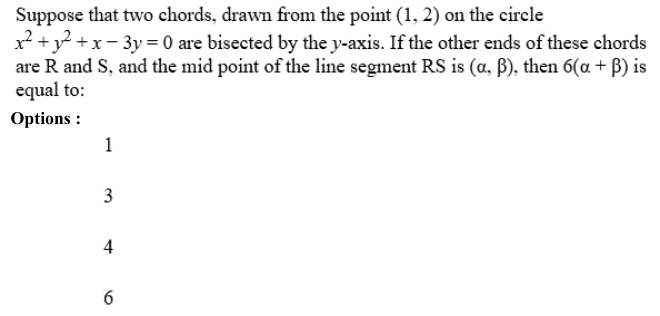 Suppose that two chords, drawn from the point (1, 2) on the circle
x² + y² + x − 3y = 0 are bisected by the y-axis. If the other ends of these chords
are R and S, and the mid point of the line segment RS is (α, β), then 6(α + β) is
equal to:
Options :
1
3
4
6